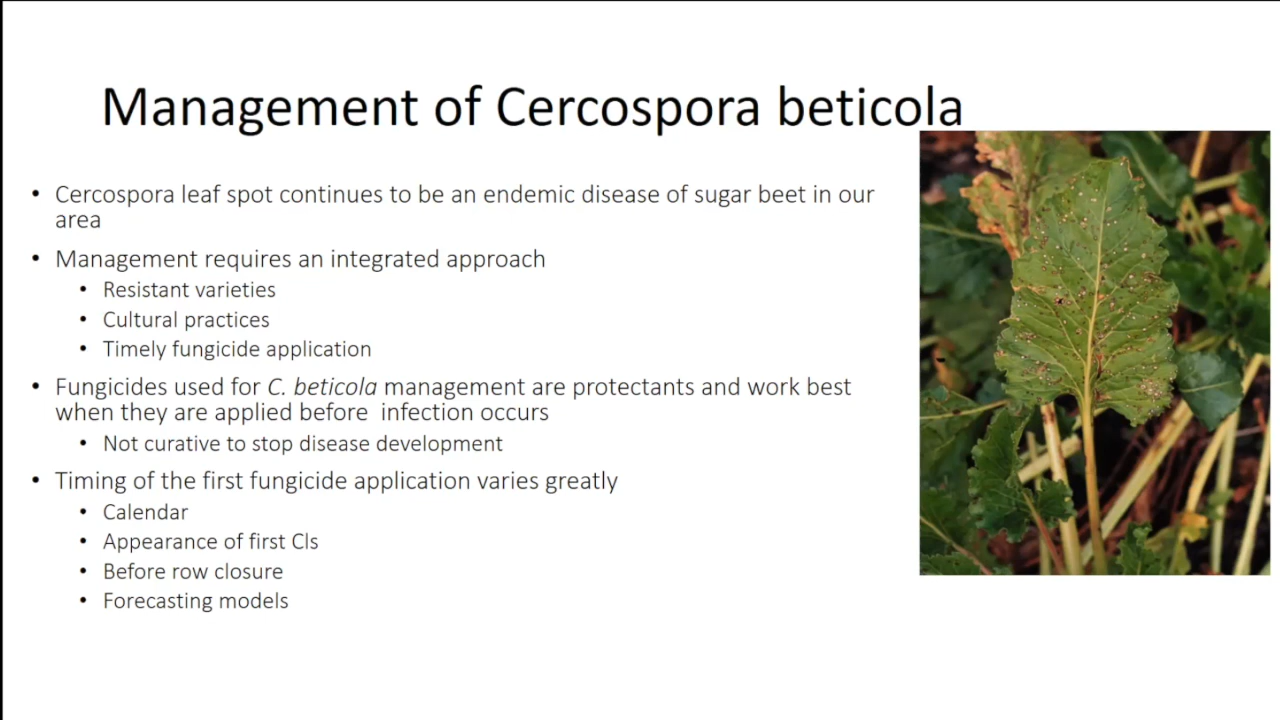 Management of Cercospora beticola
• Cercospora leaf spot continues to be an endemic disease of sugar beet in our
area
• Management requires an integrated approach
• Resistant varieties
• Cultural practices
• Timely fungicide application
• Fungicides used for C. beticola management are protectants and work best
when they are applied before  infection occurs
• Not curative to stop disease development
• Timing of the first fungicide application varies greatly
• Calendar
• Appearance of first Cls
• Before row closure
• Forecasting models